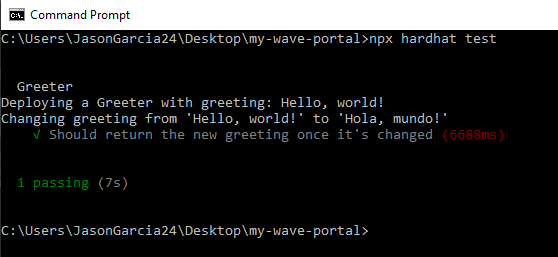 Command Prompt
C:\Users\JasonGarcia24\Desktop\my-wave-portal>npx hardhat test
Greeter
Deploying a Greeter with greeting: Hello, world!
Changing greeting from 'Hello, world!' to 'Hola, mundo!'
√ Should return the new greeting once it's changed (6688ms)
1 passing (7s)
C:\Users\JasonGarcia24\Desktop\my-wave-portal>